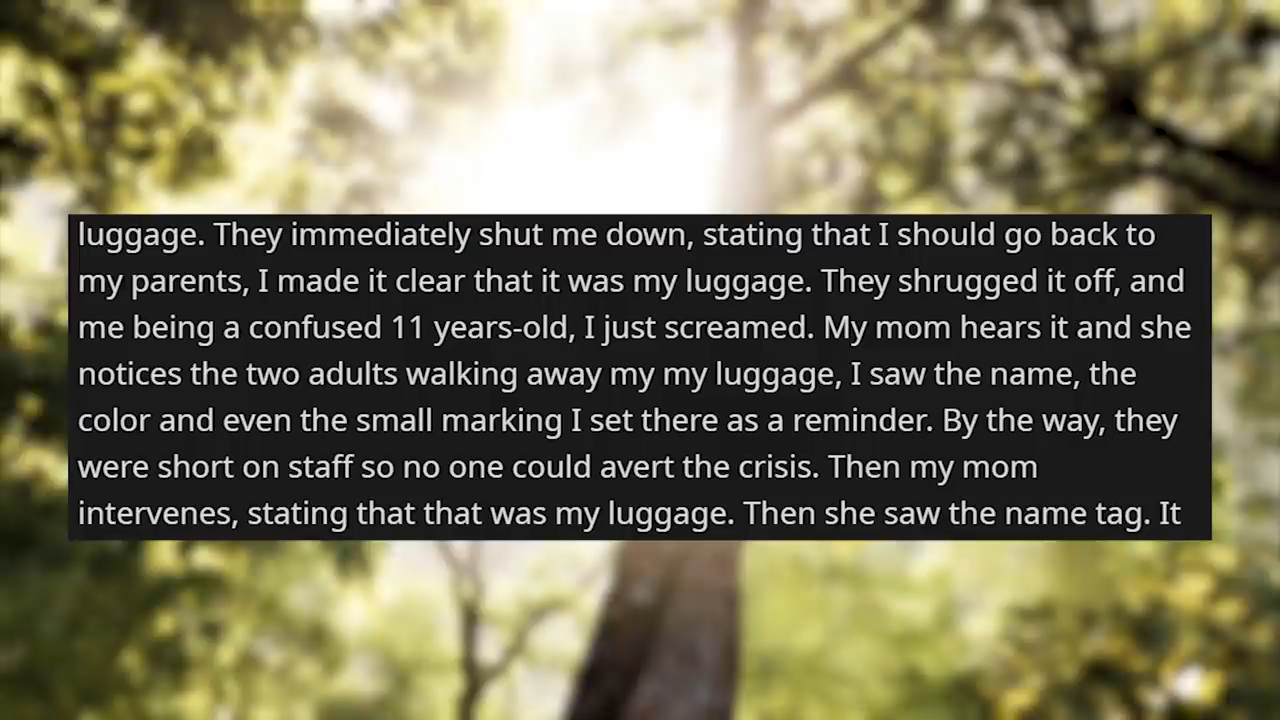 luggage. They immediately shut me down, stating that I should go back to
my parents, I made it clear that it was my luggage. They shrugged it off, and
me being a confused 11 years-old, I just screamed. My mom hears it and she
notices the two adults walking away my my luggage, I saw the name, the
color and even the small marking I set there as a reminder. By the way, they
were short on staff so no one could avert the crisis. Then my mom
intervenes, stating that that was my luggage. Then she saw the name tag. It